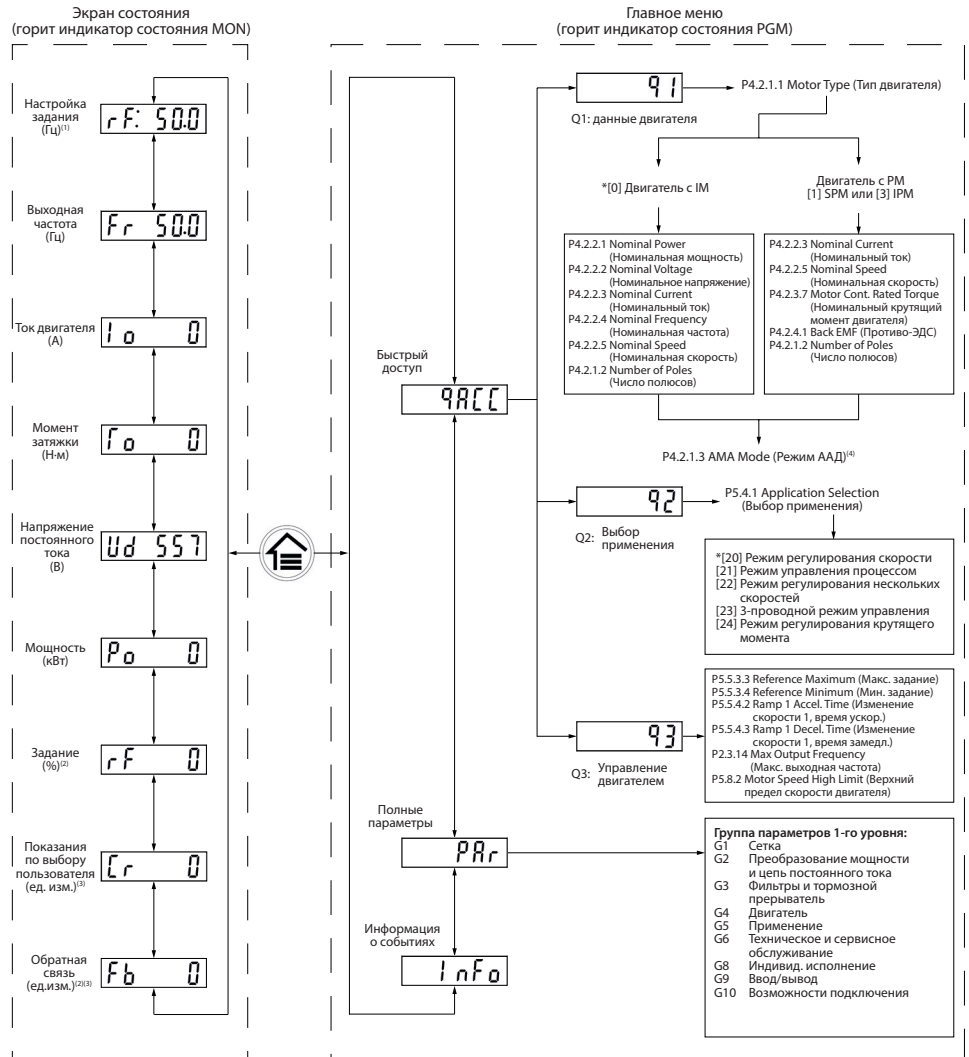 Экран состояния
(горит индикатор состояния MON)
Настройка
задания
(Гц)(1)
rF: 50.0
Выходная
частота
(Гц)
Fr 50.0
Ток двигателя
(А)
Io 0
Момент
затяжки
(Н·м)
To 0
Напряжение
постоянного
тока
(В)
Ud 557
Мощность
(кВт)
Po 0
Задание
(%)(2)
rF 0
Показания
по выбору
пользователя
(ед. изм.)(3)
Cr 0
Обратная
связь
(ед.изм.)(2)(3)
Fb 0
Главное меню
(горит индикатор состояния PGM)
Быстрый
доступ
qACC
Полные
параметры
PAr
Информация
о событиях
InFo
q1
Q1: данные двигателя
P4.2.1.1 Motor Type (Тип двигателя)
*[0] Двигатель с IM
Двигатель с PM
[1] SPM или [3] IPM
P4.2.2.1 Nominal Power
(Номинальная мощность)
P4.2.2.2 Nominal Voltage
(Номинальное напряжение)
P4.2.2.3 Nominal Current
(Номинальный ток)
P4.2.2.4 Nominal Frequency
(Номинальная частота)
P4.2.2.5 Nominal Speed
(Номинальная скорость)
P4.2.1.2 Number of Poles
(Число полюсов)
P4.2.2.3 Nominal Current
(Номинальный ток)
P4.2.2.5 Nominal Speed
(Номинальная скорость)
P4.2.3.7 Motor Cont. Rated Torque
(Номинальный крутящий
момент двигателя)
P4.2.4.1 Back EMF (Противо-ЭДС)
P4.2.1.2 Number of Poles
(Число полюсов)
P4.2.1.3 AMA Mode (Режим ААД)(4)
q2
Q2: Выбор
применения
P5.4.1 Application Selection
(Выбор применения)
*[20] Режим регулирования скорости
[21] Режим управления процессом
[22] Режим регулирования нескольких
скоростей
[23] 3-проводной режим управления
[24] Режим регулирования крутящего
момента
q3
Q3: Управление
двигателем
P5.5.3.3 Reference Maximum (Макс. задание)
P5.5.3.4 Reference Minimum (Мин. задание)
P5.5.4.2 Ramp 1 Accel. Time (Изменение
скорости 1, время ускор.)
P5.5.4.3 Ramp 1 Decel. Time (Изменение
скорости 1, время замедл.)
P2.3.14 Max Output Frequency
(Макс. выходная частота)
P5.8.2 Motor Speed High Limit (Верхний
предел скорости двигателя)
Группа параметров 1-го уровня:
G1 Сетка
G2 Преобразование мощности
и цепь постоянного тока
G3 Фильтры и тормозной
прерыватель
G4 Двигатель
G5 Применение
G6 Техническое и сервисное
обслуживание
G8 Индивид. исполнение
G9 Ввод/вывод
G10 Возможности подключения